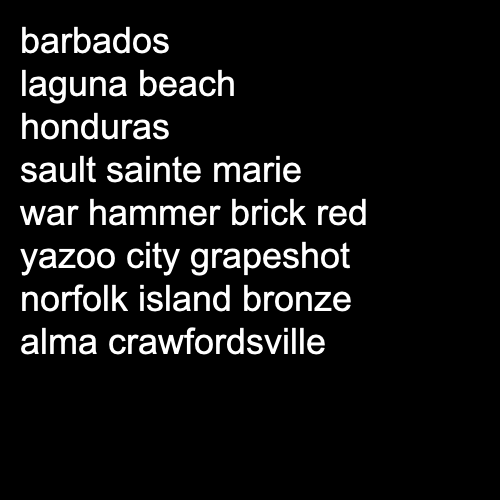 barbados
laguna beach
honduras
sault sainte marie
war hammer brick red
yazoo city grapeshot
norfolk island bronze
alma crawfordsville